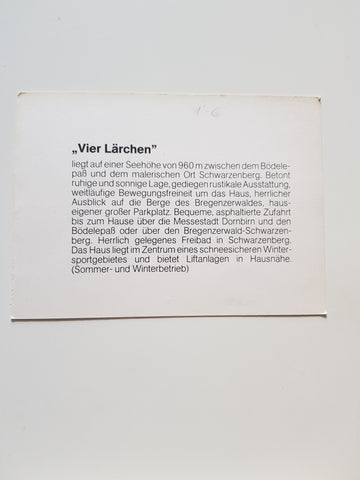 1'-6
„Vier Lärchen”
liegt auf einer Seehöhe von 960 m zwischen dem Bödele-
paß und dem malerischen Ort Schwarzenberg. Betont
ruhige und sonnige Lage, gediegen rustikale Ausstattung,
weitläufige Bewegungsfreiheit um das Haus, herrlicher
Ausblick auf die Berge des Bregenzerwaldes, haus-
eigener großer Parkplatz. Bequeme, asphaltierte Zufahrt
bis zum Hause über die Messestadt Dornbirn und den
Bödelepaß oder über den Bregenzerwald-Schwarzen-
berg. Herrlich gelegenes Freibad in Schwarzenberg.
Das Haus liegt im Zentrum eines schneesicheren Winter-
sportgebietes und bietet Liftanlagen in Hausnähe.
(Sommer- und Winterbetrieb)